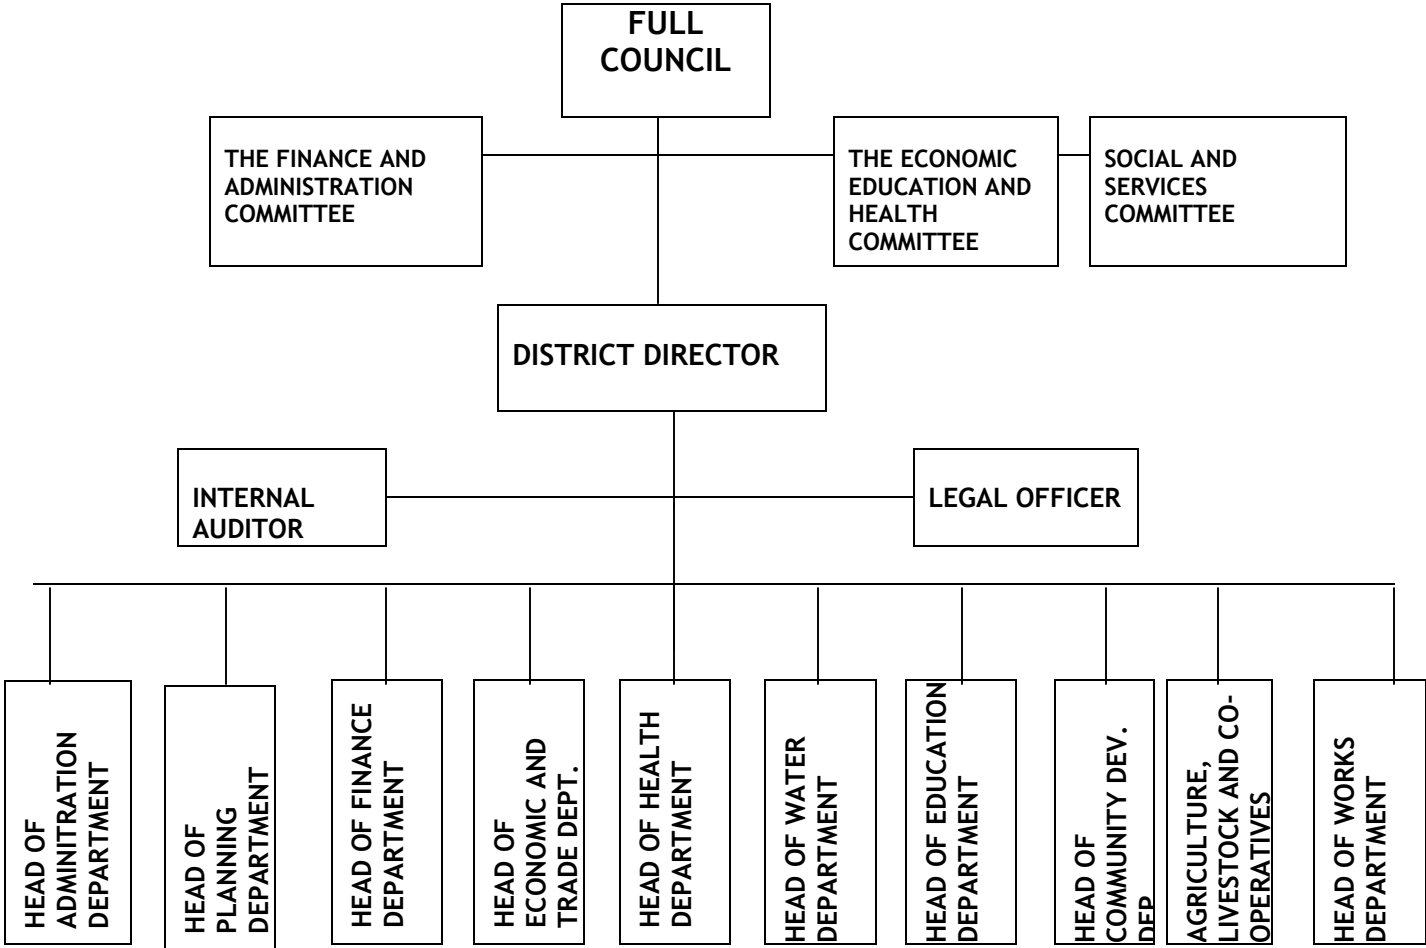 FULL
COUNCIL
THE FINANCE AND
ADMINISTRATION
COMMITTEE
THE ECONOMIC
EDUCATION AND
HEALTH
COMMITTEE
SOCIAL AND
SERVICES
COMMITTEE
DISTRICT DIRECTOR
INTERNAL
AUDITOR
LEGAL OFFICER
HEAD OF
ADMINITRATION
DEPARTMENT
HEAD OF
PLANNING
DEPARTMENT
HEAD OF FINANCE
DEPARTMENT
HEAD OF
ECONOMIC AND
TRADE DEPT.
HEAD OF HEALTH
DEPARTMENT
HEAD OF WATER
DEPARTMENT
HEAD OF EDUCATION
DEPARTMENT
HEAD OF
COMMUNITY DEV.
DEP
AGRICULTURE,
LIVESTOCK AND CO-
OPERATIVES
HEAD OF WORKS
DEPARTMENT